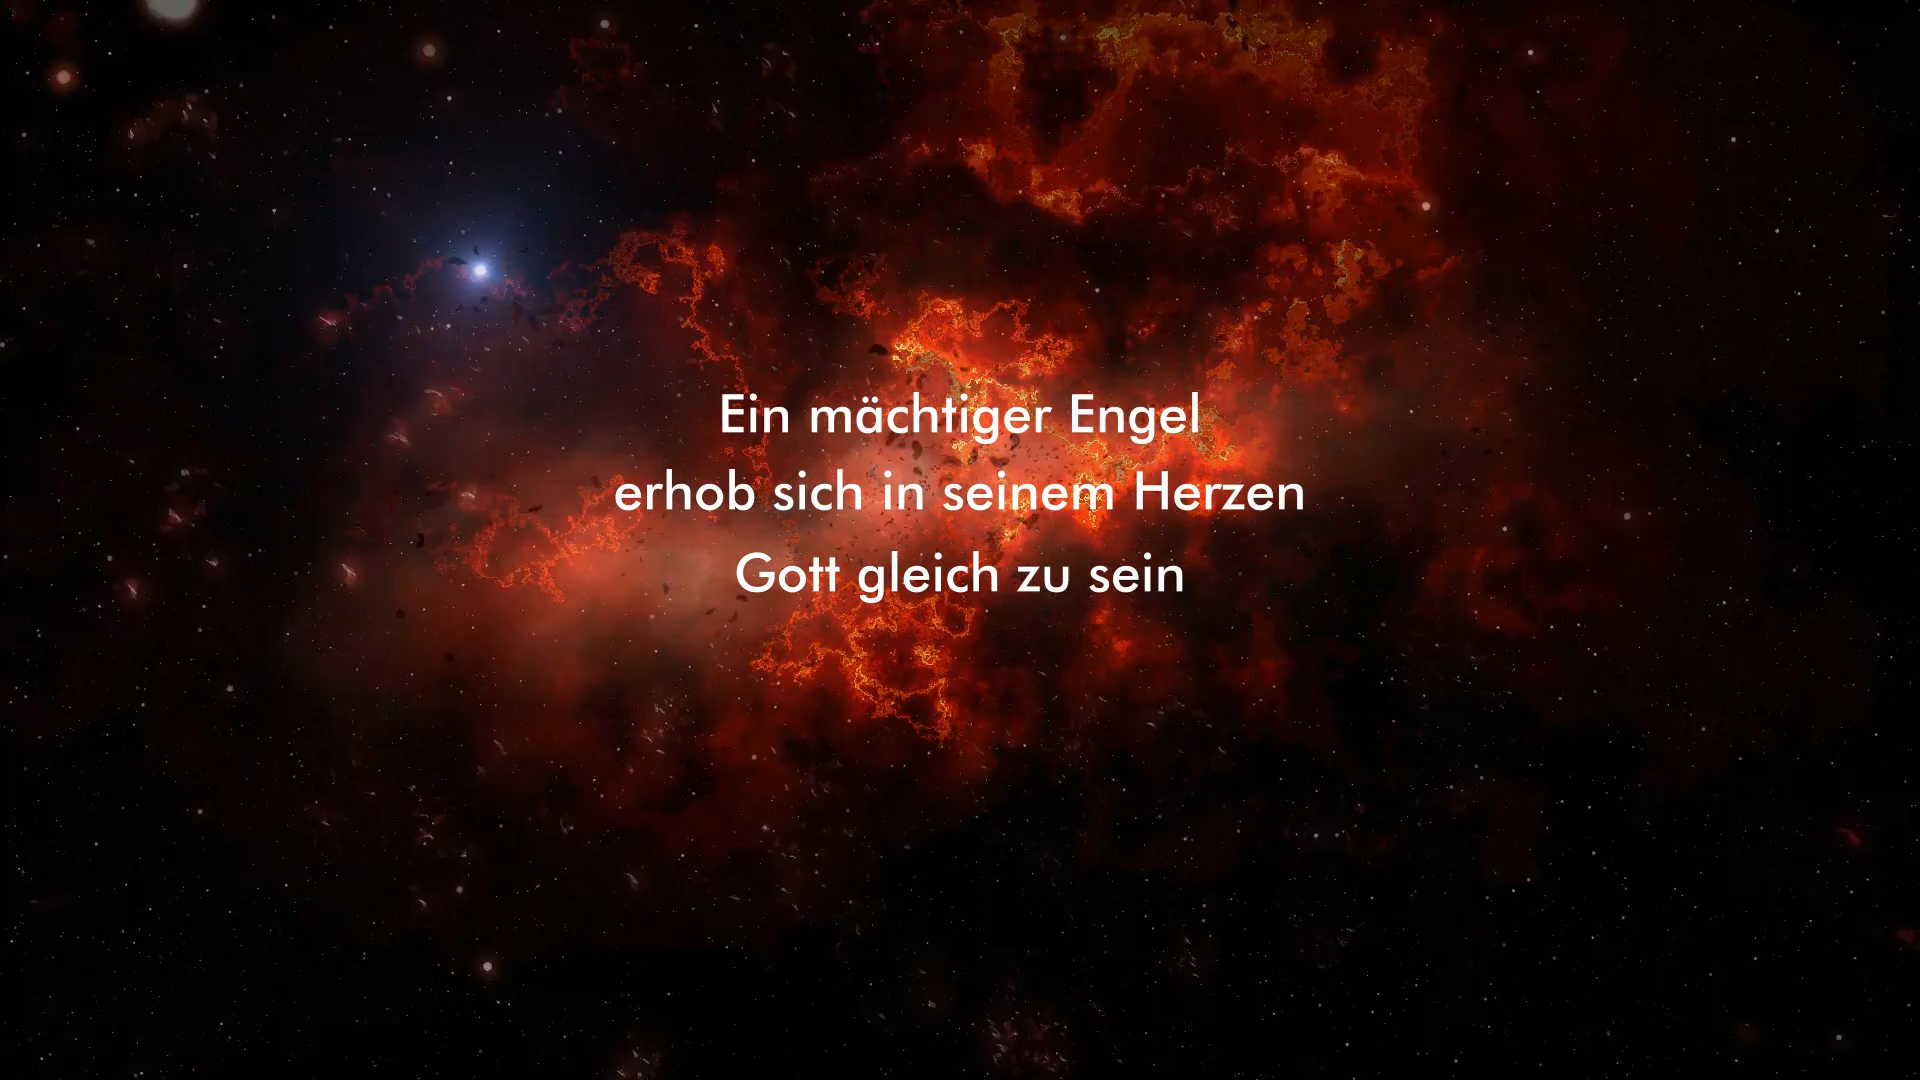 Ein mächtiger Engel
erhob sich in seinem Herzen
Gott gleich zu sein